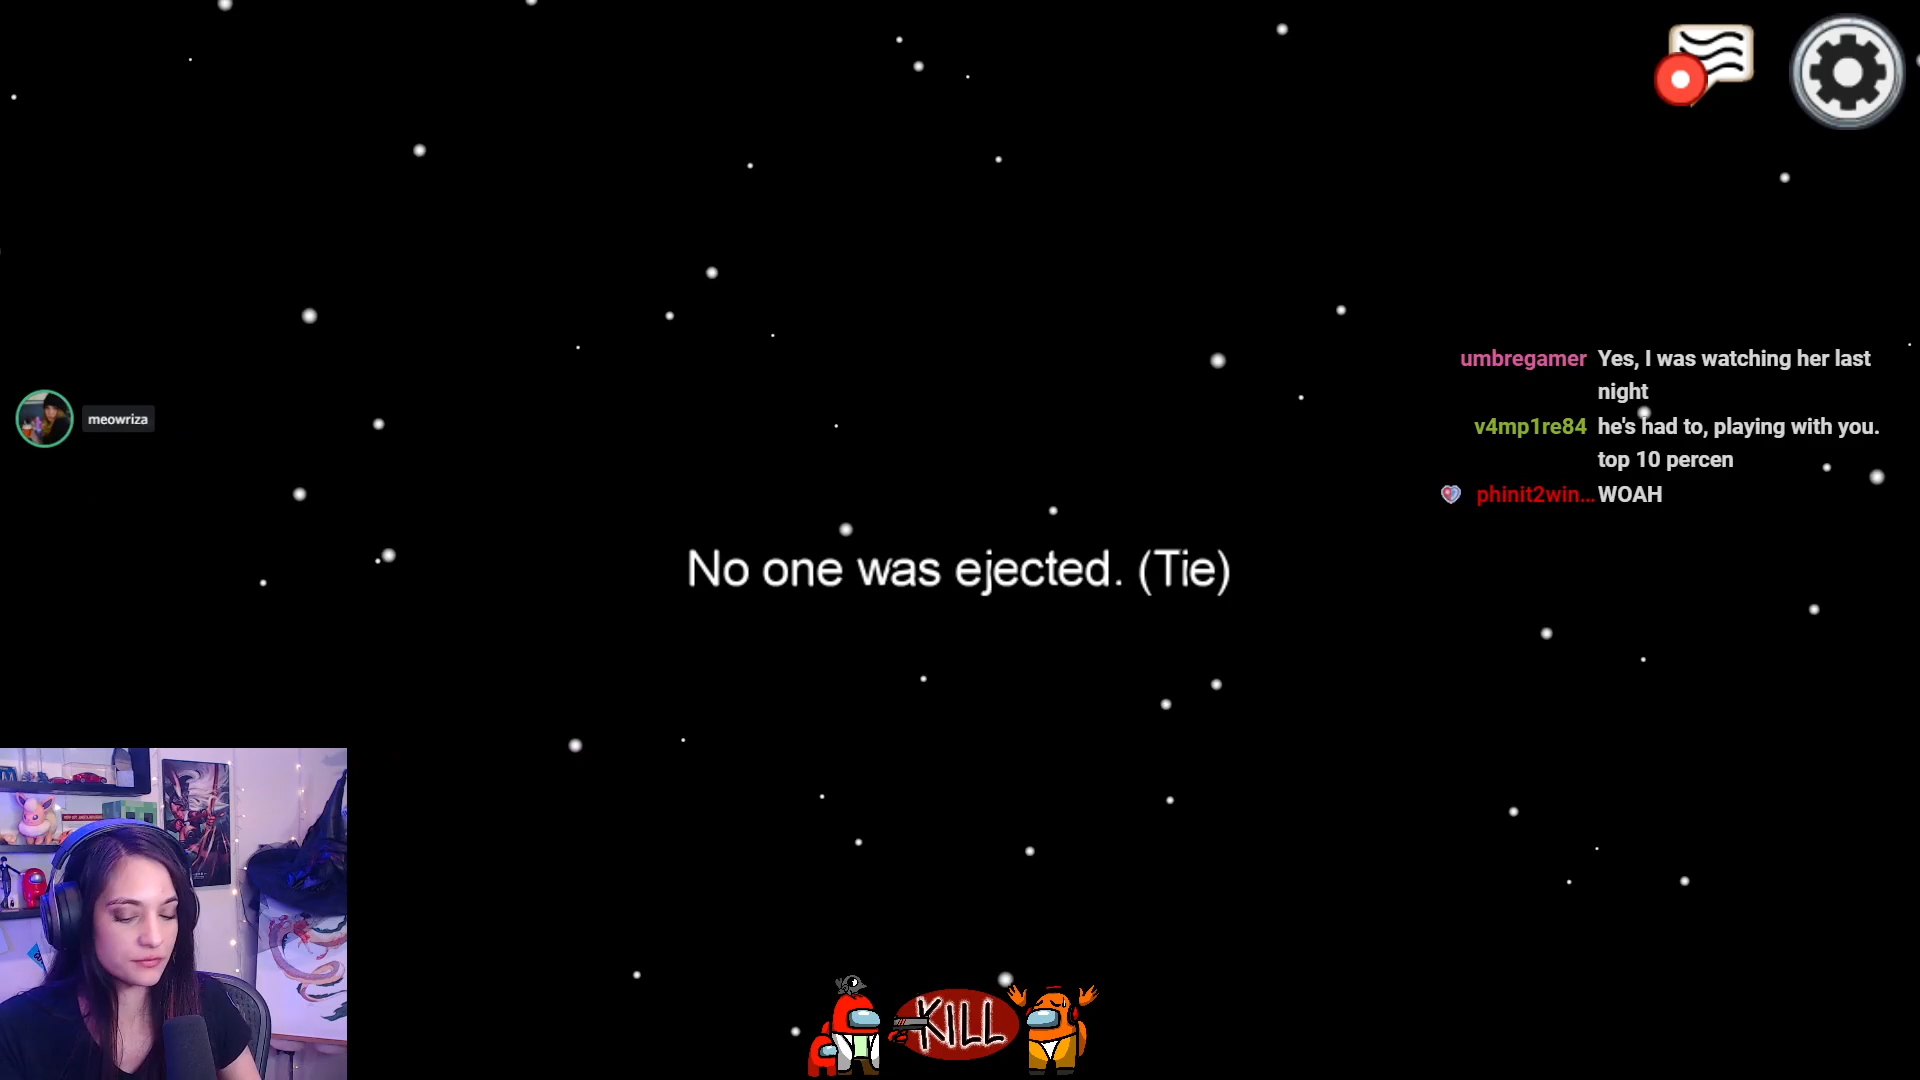 umbregamer Yes, I was watching her last
night
meowriza
v4mp1re84 he's had to, playing with you.
top 10 percen
phinit2win... WOAH
No one was ejected. (Tie)
KILL